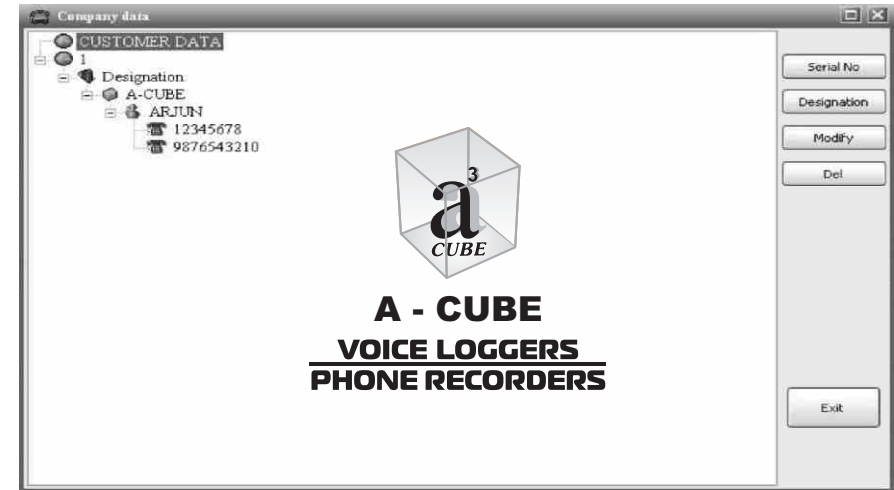 Company data
CUSTOMER DATA
1
Designation
A-CUBE
ARJUN
12345678
9876543210
Serial No
Designation
Modify
Del
Exit
a3
CUBE
A - CUBE
VOICE LOGGERS
PHONE RECORDERS